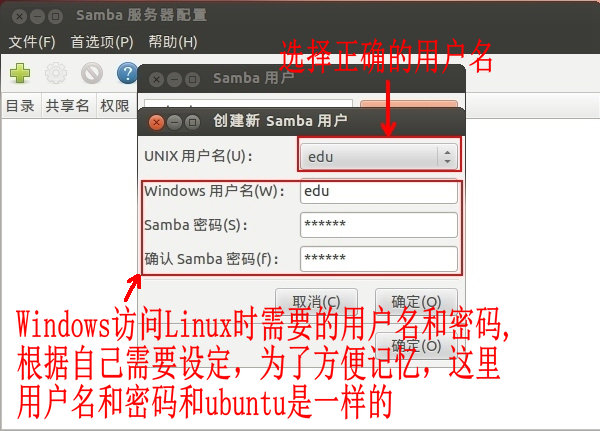 Samba 服务器配置
文件(F) 首选项(P) 帮助(H)
选择正确的用户名
Samba 用户
目录 共享名 权限
创建新 Samba 用户
UNIX 用户名(U)： edu
Windows 用户名(W)： edu
Samba 密码(S)： ******
确认 Samba 密码(f)： ******
取消(C) 确定(O)
确定(O)
Windows访问Linux时需要的用户名和密码，
根据自己需要设定，为了方便记忆，这里
用户名和密码和ubuntu是一样的